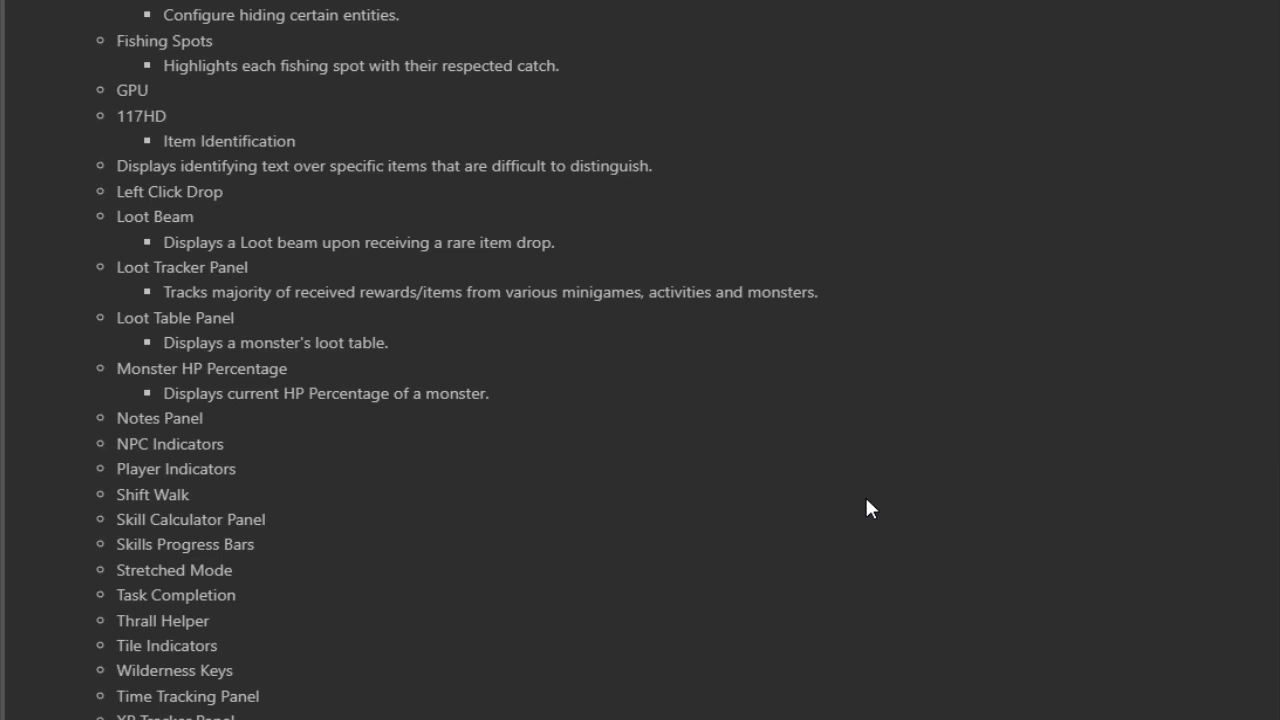 Configure hiding certain entities.
Fishing Spots
Highlights each fishing spot with their respected catch.
GPU
117HD
Item Identification
Displays identifying text over specific items that are difficult to distinguish.
Left Click Drop
Loot Beam
Displays a Loot beam upon receiving a rare item drop.
Loot Tracker Panel
Tracks majority of received rewards/items from various minigames, activities and monsters.
Loot Table Panel
Displays a monster's loot table.
Monster HP Percentage
Displays current HP Percentage of a monster.
Notes Panel
NPC Indicators
Player Indicators
Shift Walk
Skill Calculator Panel
Skills Progress Bars
Stretched Mode
Task Completion
Thrall Helper
Tile Indicators
Wilderness Keys
Time Tracking Panel